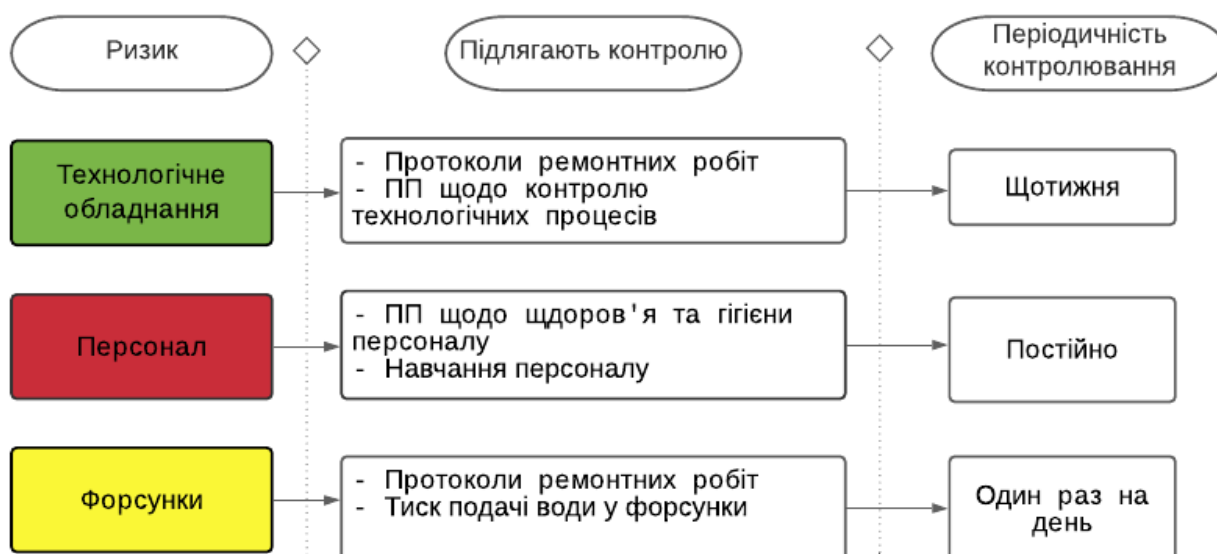 Ризик
Підлягають контролю
Періодичність
контролювання
Технологічне
обладнання
- Протоколи ремонтних робіт
- ПП щодо контролю
технологічних процесів
Щотижня
Персонал
- ПП щодо щдоров'я та гігієни
персоналу
- Навчання персоналу
Постійно
Форсунки
- Протоколи ремонтних робіт
- Тиск подачі води у форсунки
Один раз на
день